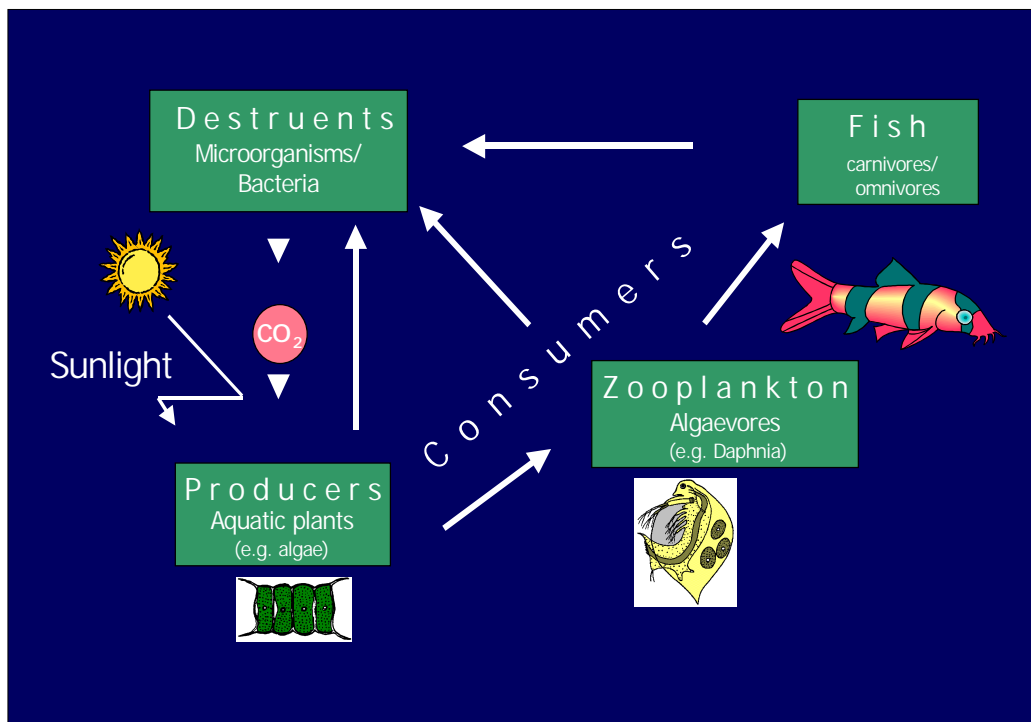 Destruents
Microorganisms/
Bacteria
Fish
carnivores/
omnivores
CO₂
Sunlight
Consumers
Zooplankton
Algaevores
(e.g. Daphnia)
Producers
Aquatic plants
(e.g. algae)